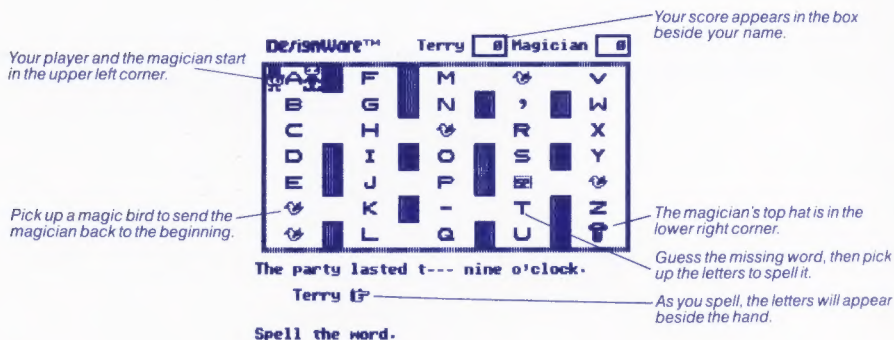 Your score appears in the box
beside your name.
DesignWare™ Terry 0 Magician 0
Your player and the magician start
in the upper left corner.
A F M V
B G N , W
C H R X
D I O S Y
E J P SP
K - T Z
L Q U
Pick up a magic bird to send the
magician back to the beginning.
The magician's top hat is in the
lower right corner.
Guess the missing word, then pick
up the letters to spell it.
The party lasted t--- nine o'clock.
Terry
As you spell, the letters will appear
beside the hand.
Spell the word.